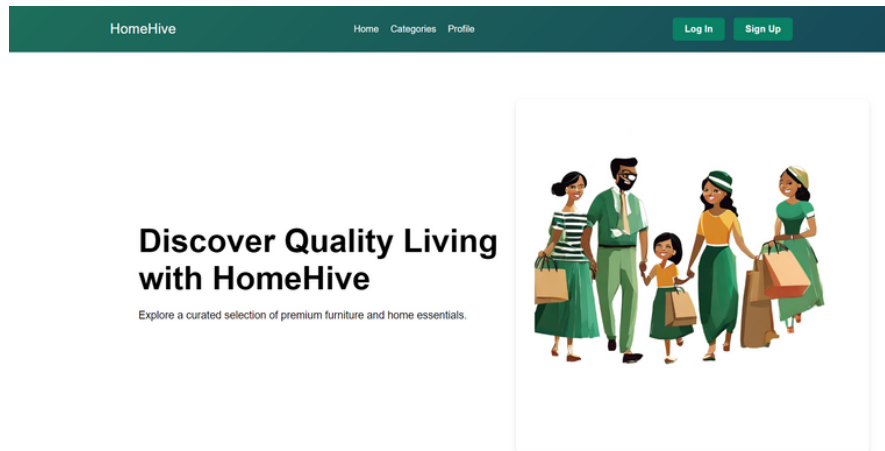 HomeHive
Home Categories Profile
Log In
Sign Up
Discover Quality Living
with HomeHive
Explore a curated selection of premium furniture and home essentials.